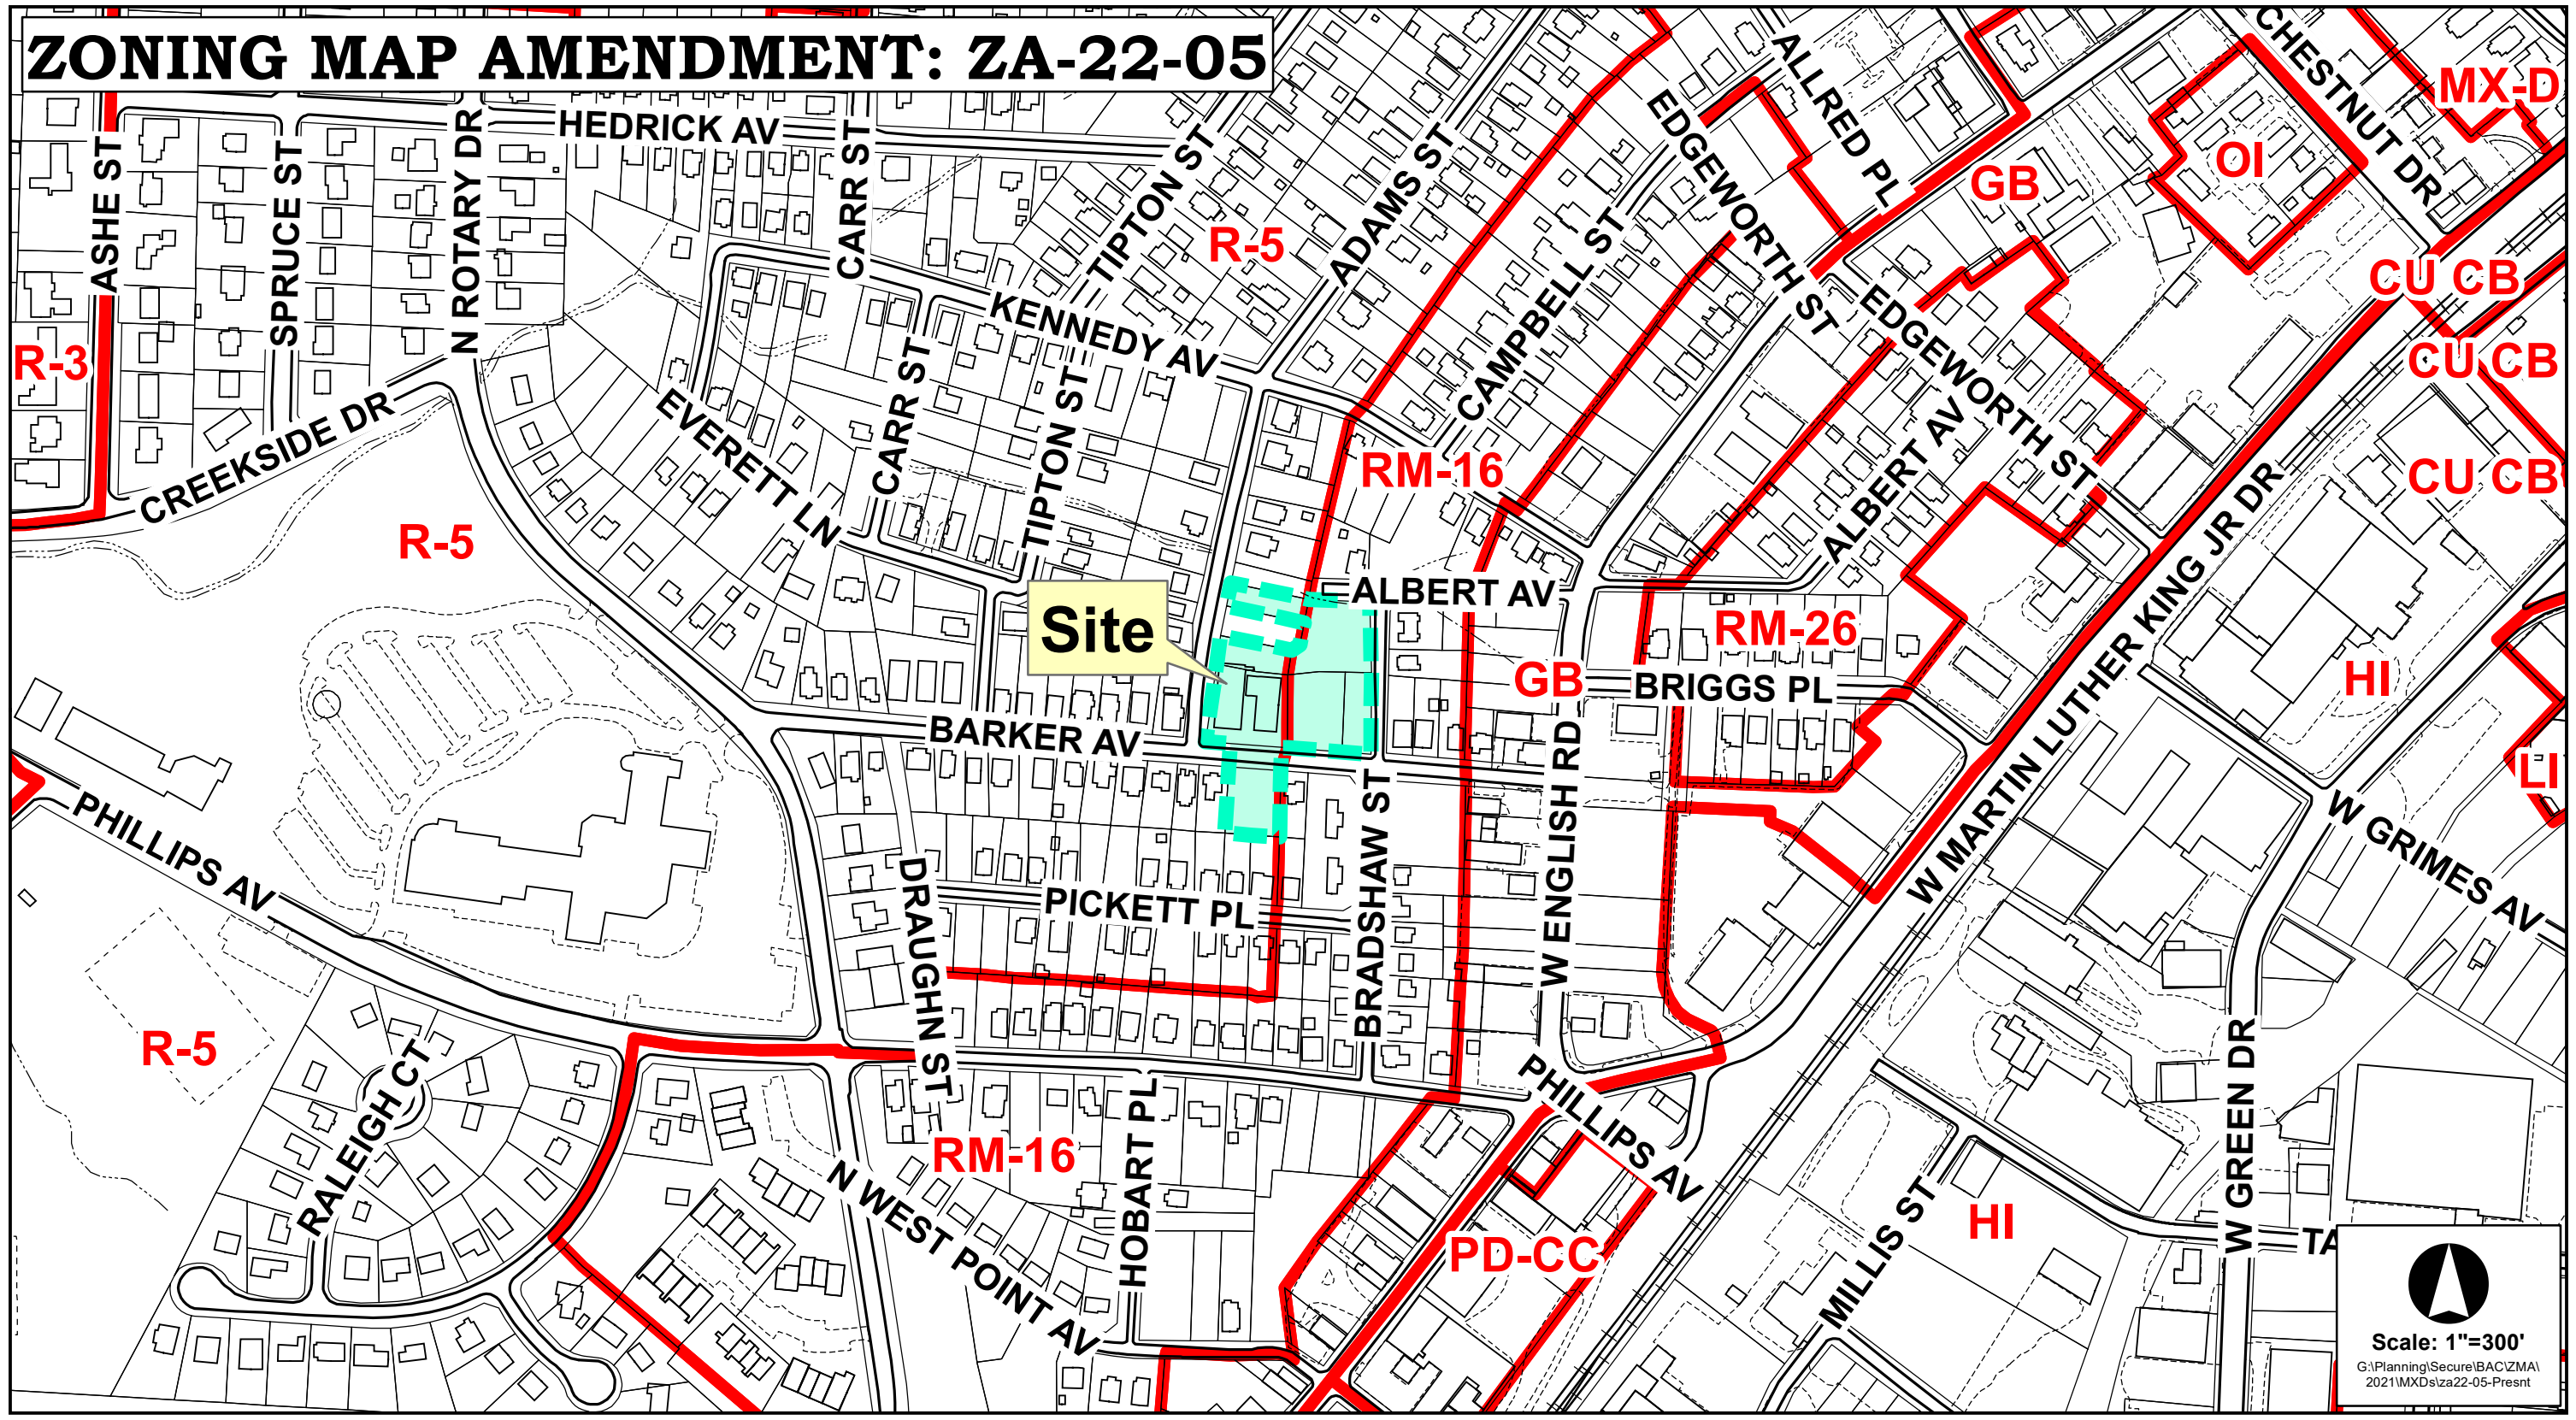 ZONING MAP AMENDMENT: ZA-22-05
CHESTNUT DR
MX-D
ALLRED PL
EDGEWORTH ST
HEDRICK AV
CARR ST
TIPTON ST
ADAMS ST
ASHE ST
SPRUCE ST
N ROTARY DR
OI
GB
R-5
CAMPBELL ST
CU CB
KENNEDY AV
EDGEWORTH ST
R-3
CU CB
CARR ST
TIPTON ST
EVERETT LN
CREEKSIDE DR
RM-16
ALBERT AV
CU CB
R-5
W MARTIN LUTHER KING JR DR
ALBERT AV
Site
RM-26
GB
BRIGGS PL
HI
BARKER AV
LI
PHILLIPS AV
W GRIMES AV
BRADSHAW ST
W ENGLISH RD
PICKETT PL
DRAUGHN ST
R-5
RALEIGH CT
PHILLIPS AV
W GREEN DR
RM-16
HOBART PL
N WEST POINT AV
PD-CC
MILLIS ST
HI
TA
Scale: 1"=300'
G:\Planning\Secure\BAC\ZMA\
2021\MXDs\za22-05-Presnt